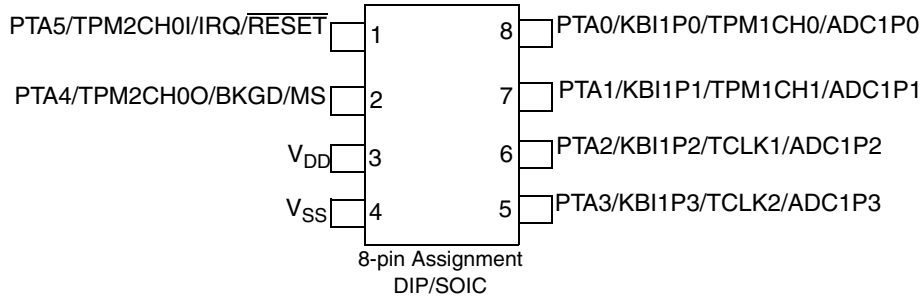 PTA5/TPM2CH0I/IRQ/RESET 1 8 PTA0/KBI1P0/TPM1CH0/ADC1P0
PTA4/TPM2CH0O/BKGD/MS 2 7 PTA1/KBI1P1/TPM1CH1/ADC1P1
VDD 3 6 PTA2/KBI1P2/TCLK1/ADC1P2
VSS 4 5 PTA3/KBI1P3/TCLK2/ADC1P3
8-pin Assignment
DIP/SOIC